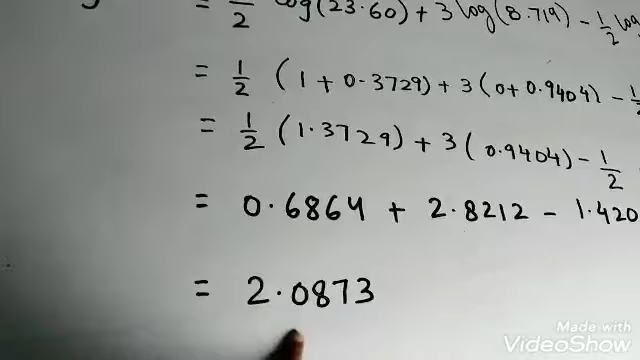 = 1/2 log(23.60) + 3 log(8.719) - 1/2 log
= 1/2 (1 + 0.3729) + 3(0 + 0.9404) - 1/
= 1/2 (1.3729) + 3(0.9404) - 1/2
= 0.6864 + 2.8212 - 1.420
= 2.0873
Made with
VideoShow